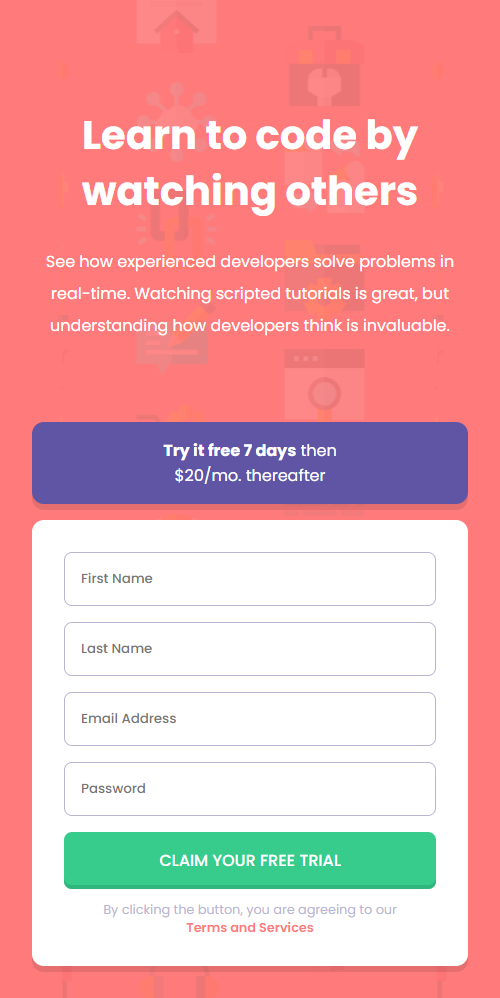 Learn to code by
watching others
See how experienced developers solve problems in
real-time. Watching scripted tutorials is great, but
understanding how developers think is invaluable.
Try it free 7 days then
$20/mo. thereafter
First Name
Last Name
Email Address
Password
CLAIM YOUR FREE TRIAL
By clicking the button, you are agreeing to our
Terms and Services